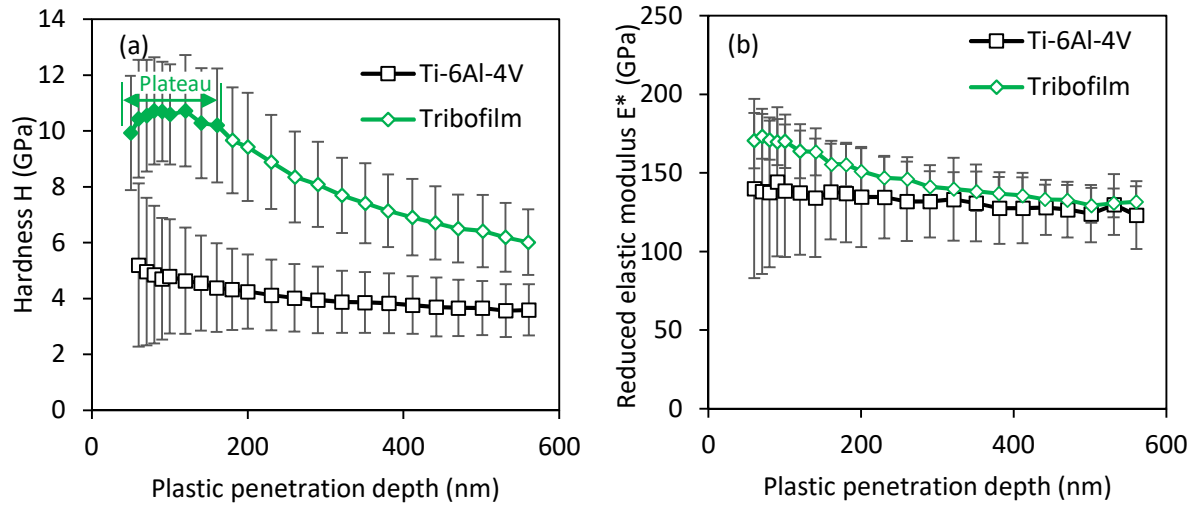 (a)
Plateau
Ti-6Al-4V
Tribofilm
Hardness H (GPa)
14
12
10
8
6
4
2
0
0 200 400 600
Plastic penetration depth (nm)
(b)
Ti-6Al-4V
Tribofilm
Reduced elastic modulus E* (GPa)
250
200
150
100
50
0
0 200 400 600
Plastic penetration depth (nm)